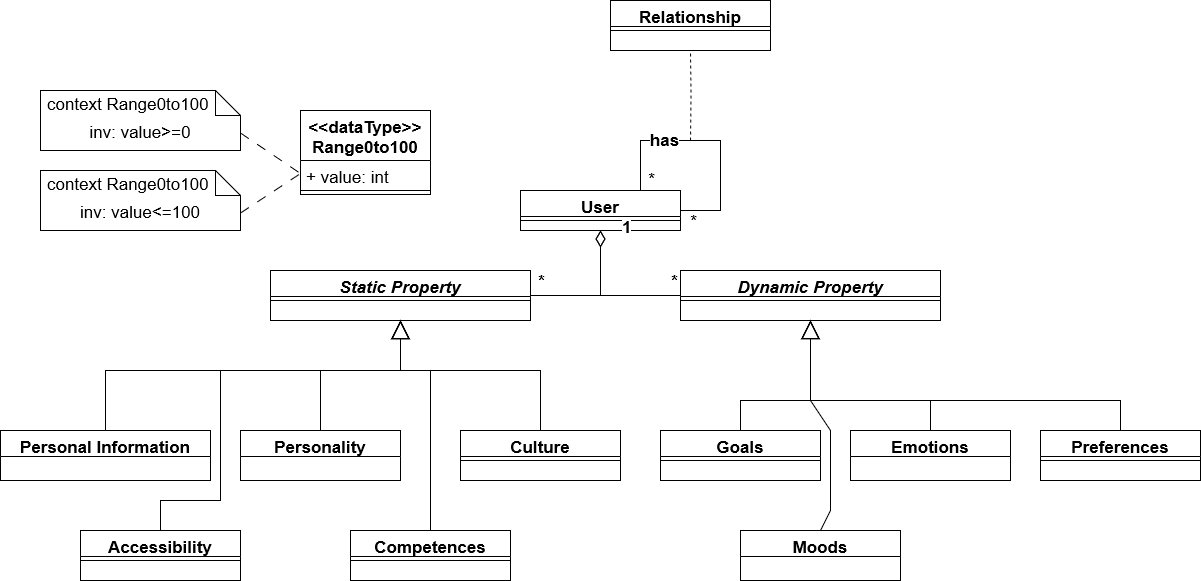 Relationship
context Range0to100
inv: value>=0
<<dataType>>
Range0to100
+ value: int
has
*
context Range0to100
inv: value<=100
User
*
1
Static Property
*
*
Dynamic Property
Personal Information
Personality
Culture
Goals
Emotions
Preferences
Accessibility
Competences
Moods